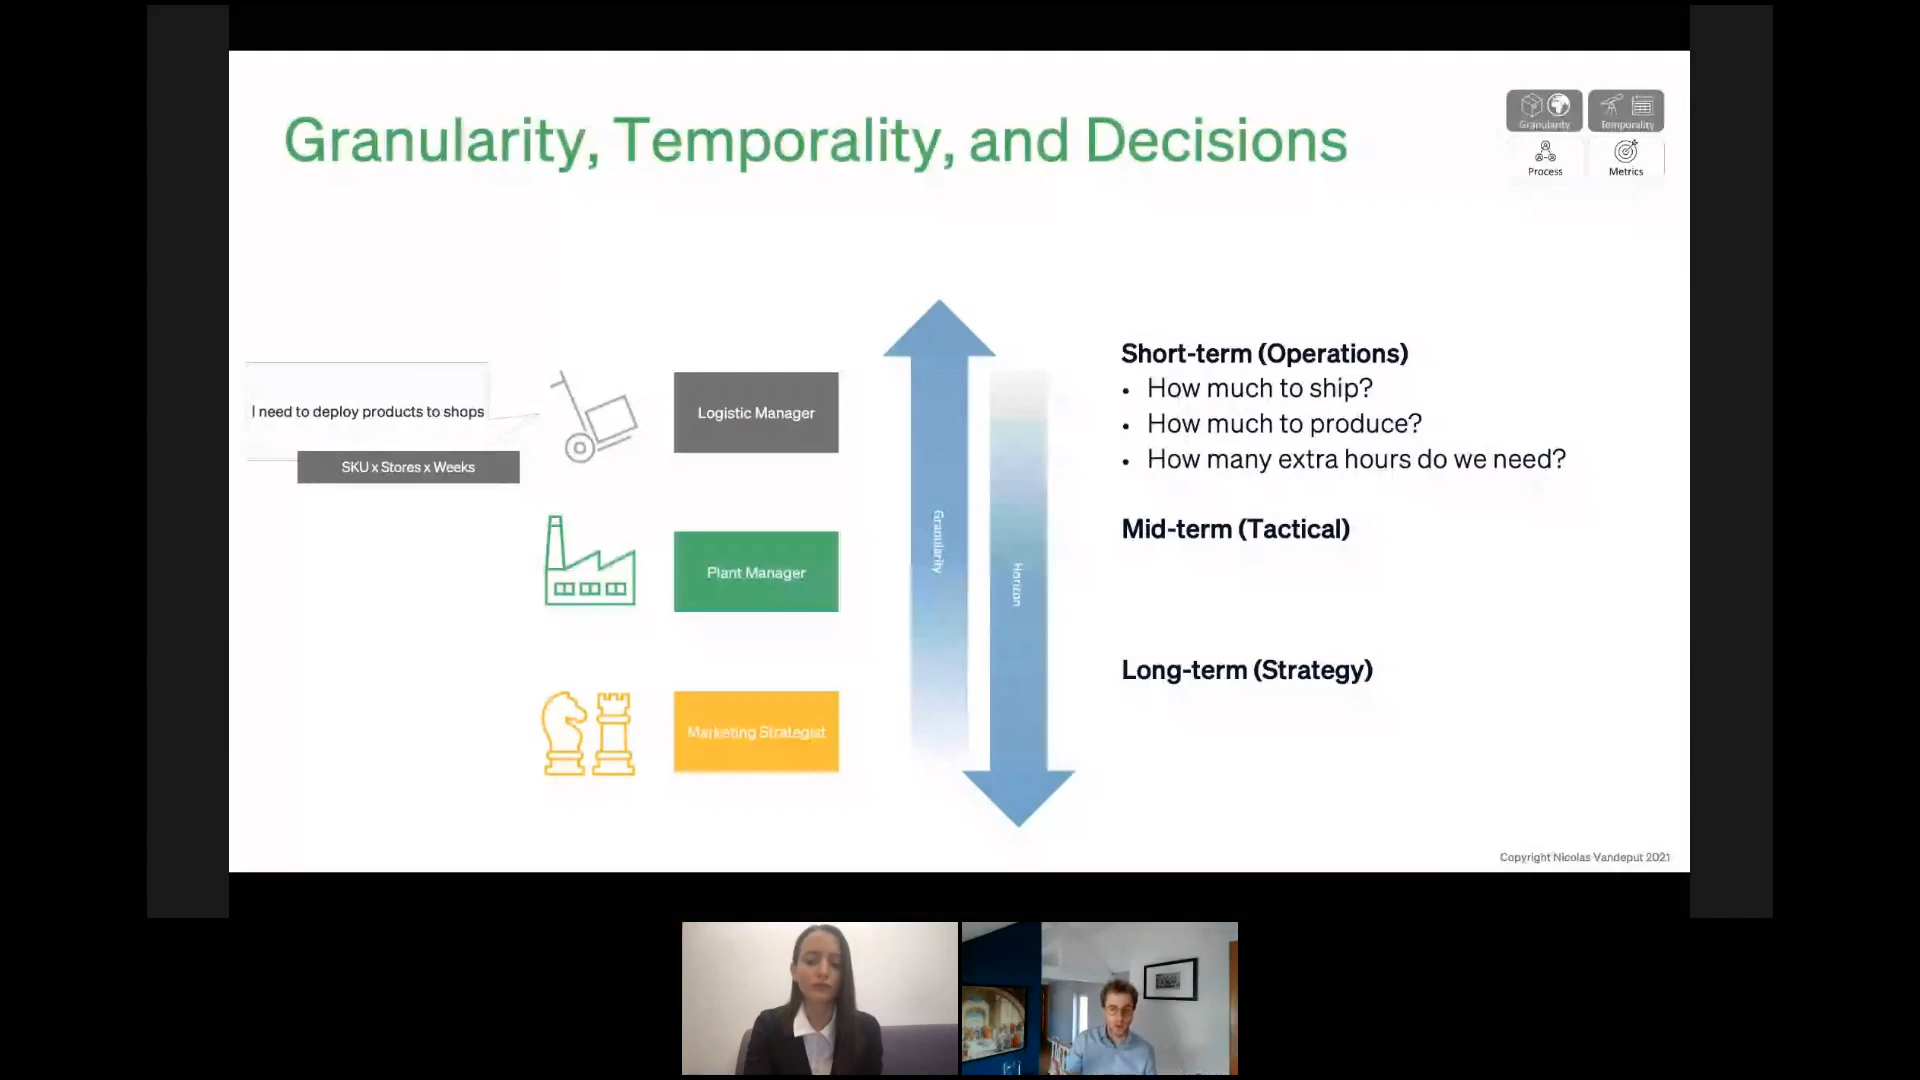 Granularity, Temporality, and Decisions
Granularity
Temporality
Process
Metrics
I need to deploy products to shops
SKU x Stores x Weeks
Logistic Manager
Plant Manager
Marketing Strategist
Granularity
Horizon
Short-term (Operations)
• How much to ship?
• How much to produce?
• How many extra hours do we need?
Mid-term (Tactical)
Long-term (Strategy)
Copyright Nicolas Vandeput 2021